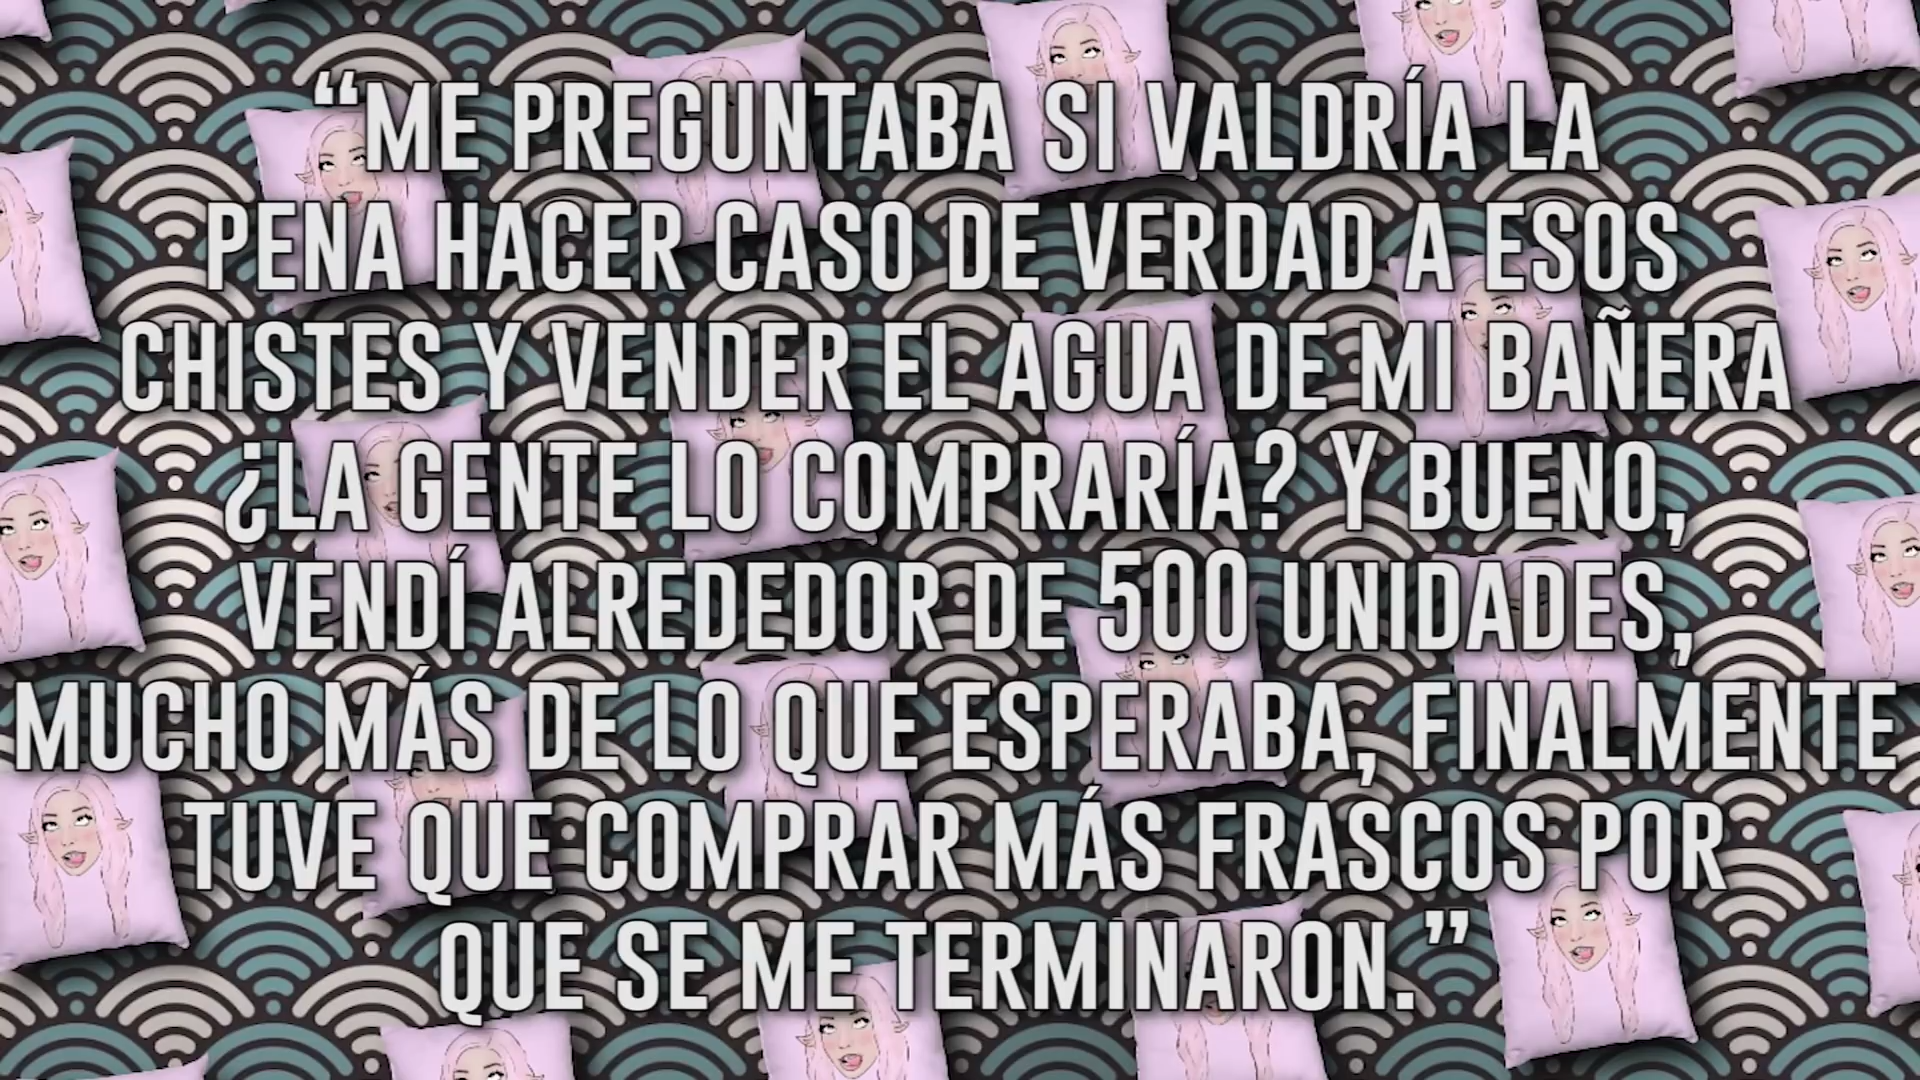 “ME PREGUNTABA SI VALDRÍA LA
PENA HACER CASO DE VERDAD A ESOS
CHISTES Y VENDER EL AGUA DE MI BAÑERA
¿LA GENTE LO COMPRARÍA? Y BUENO,
VENDÍ ALREDEDOR DE 500 UNIDADES,
MUCHO MÁS DE LO QUE ESPERABA, FINALMENTE
TUVE QUE COMPRAR MÁS FRASCOS POR
QUE SE ME TERMINARON.”